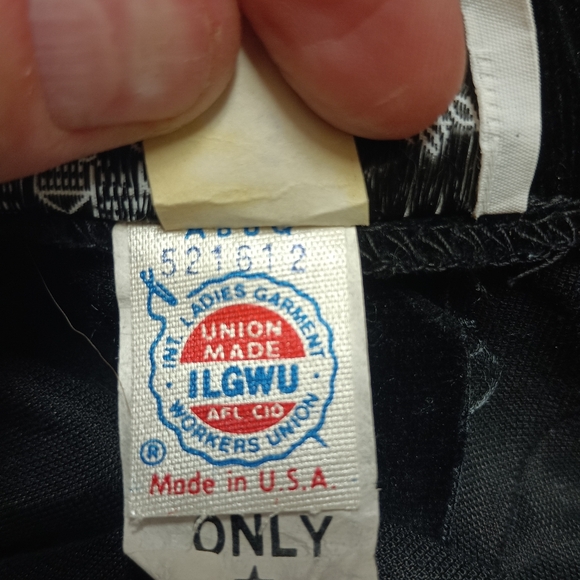 521612
INT. LADIES GARMENT
UNION
MADE
ILGWU
AFL CIO
WORKERS UNION
®
Made in U.S.A.
ONLY